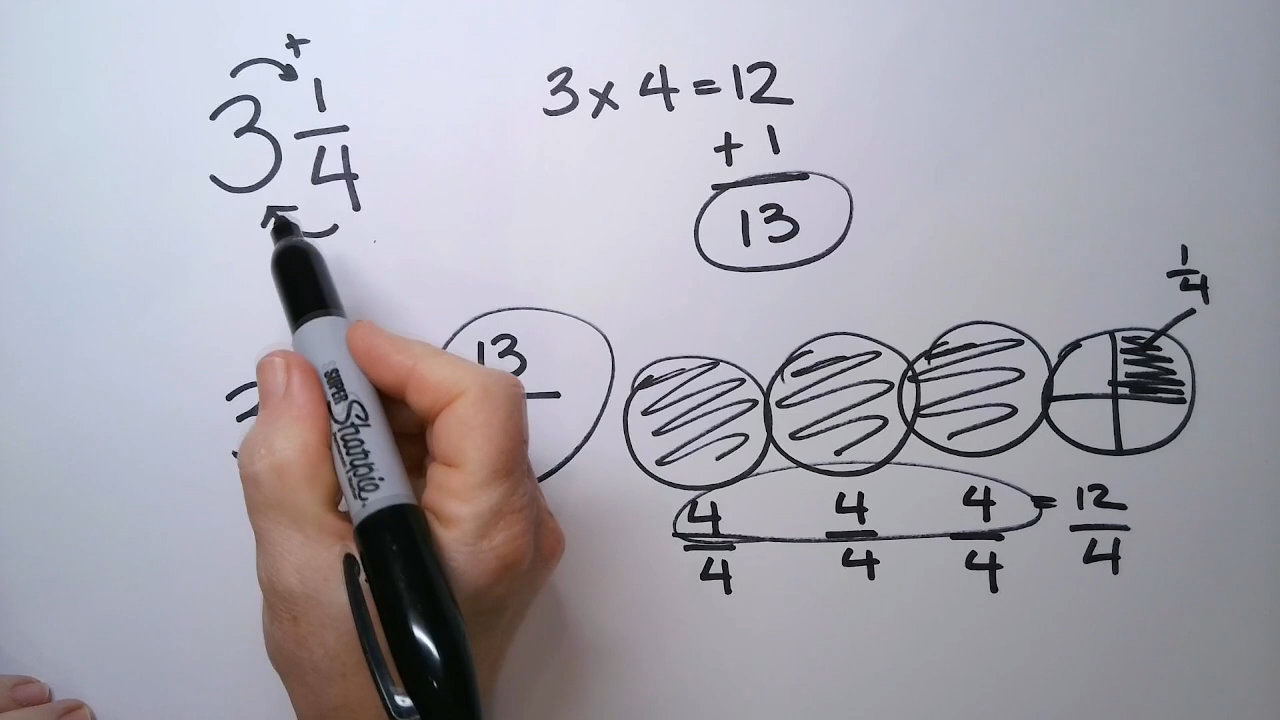 +
3 1/4
3 x 4 = 12
+ 1
13
1/4
13
4/4 4/4 4/4 = 12/4
SUPER Sharpie